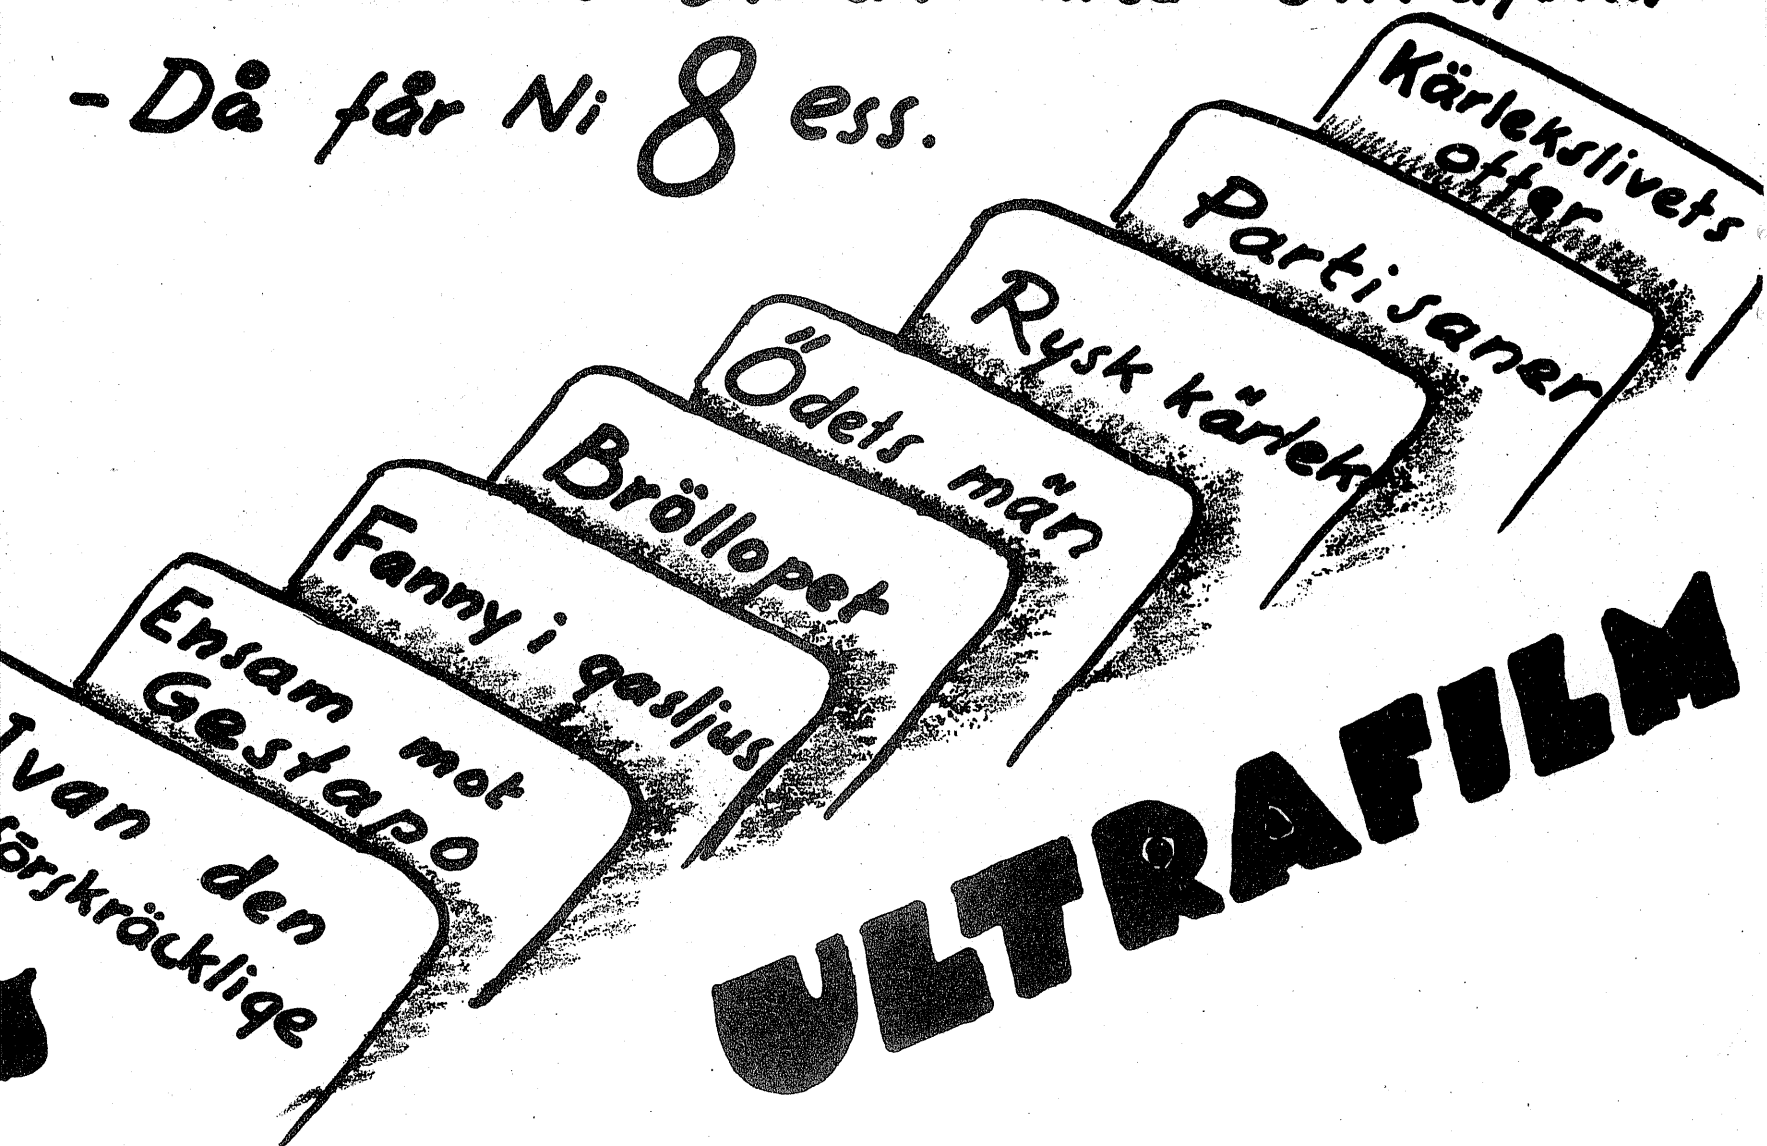 - Då får Ni 8 ess.
Kärlekslivets
offer
Partisaner
Rysk kärlek
Ödets män
Bröllopet
Fanny i gasljus
Ensam mot
Gestapo
Ivan den
förskräcklige
ULTRAFILM